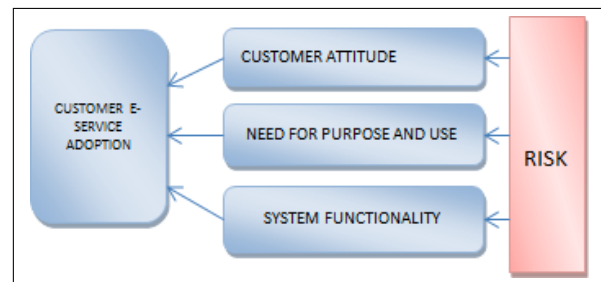 CUSTOMER ATTITUDE
CUSTOMER E-
SERVICE
ADOPTION
NEED FOR PURPOSE AND USE
RISK
SYSTEM FUNCTIONALITY